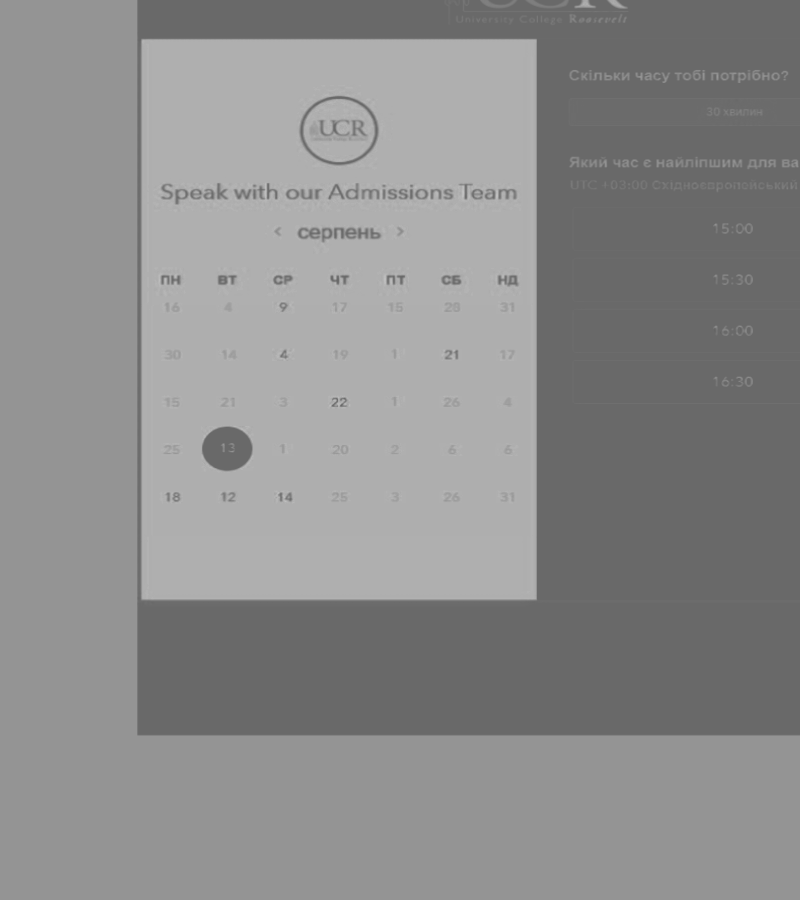 University College Roosevelt
UCR
Speak with our Admissions Team
< серпень >
ПН ВТ СР ЧТ ПТ СБ НД
16 4 9 17 15 28 31
30 14 4 19 1 21 17
15 21 3 22 1 26 4
25 13 1 20 2 6 6
18 12 14 25 3 26 31
Скільки часу тобі потрібно?
30 хвилин
Який час є найліпшим для ва
UTC +03:00 Східноєвропейський
15:00
15:30
16:00
16:30